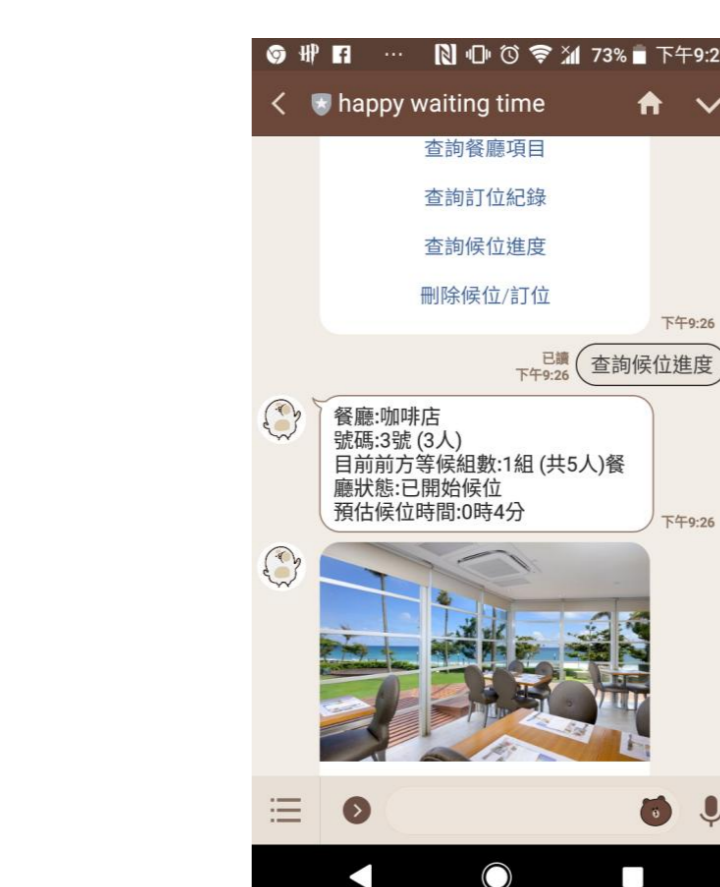 73% 下午9:2
happy waiting time
查詢餐廳項目
查詢訂位紀錄
查詢候位進度
刪除候位/訂位
下午9:26
已讀
下午9:26
查詢候位進度
餐廳:咖啡店
號碼:3號 (3人)
目前前方等候組數:1組 (共5人)餐
廳狀態:已開始候位
預估候位時間:0時4分
下午9:26